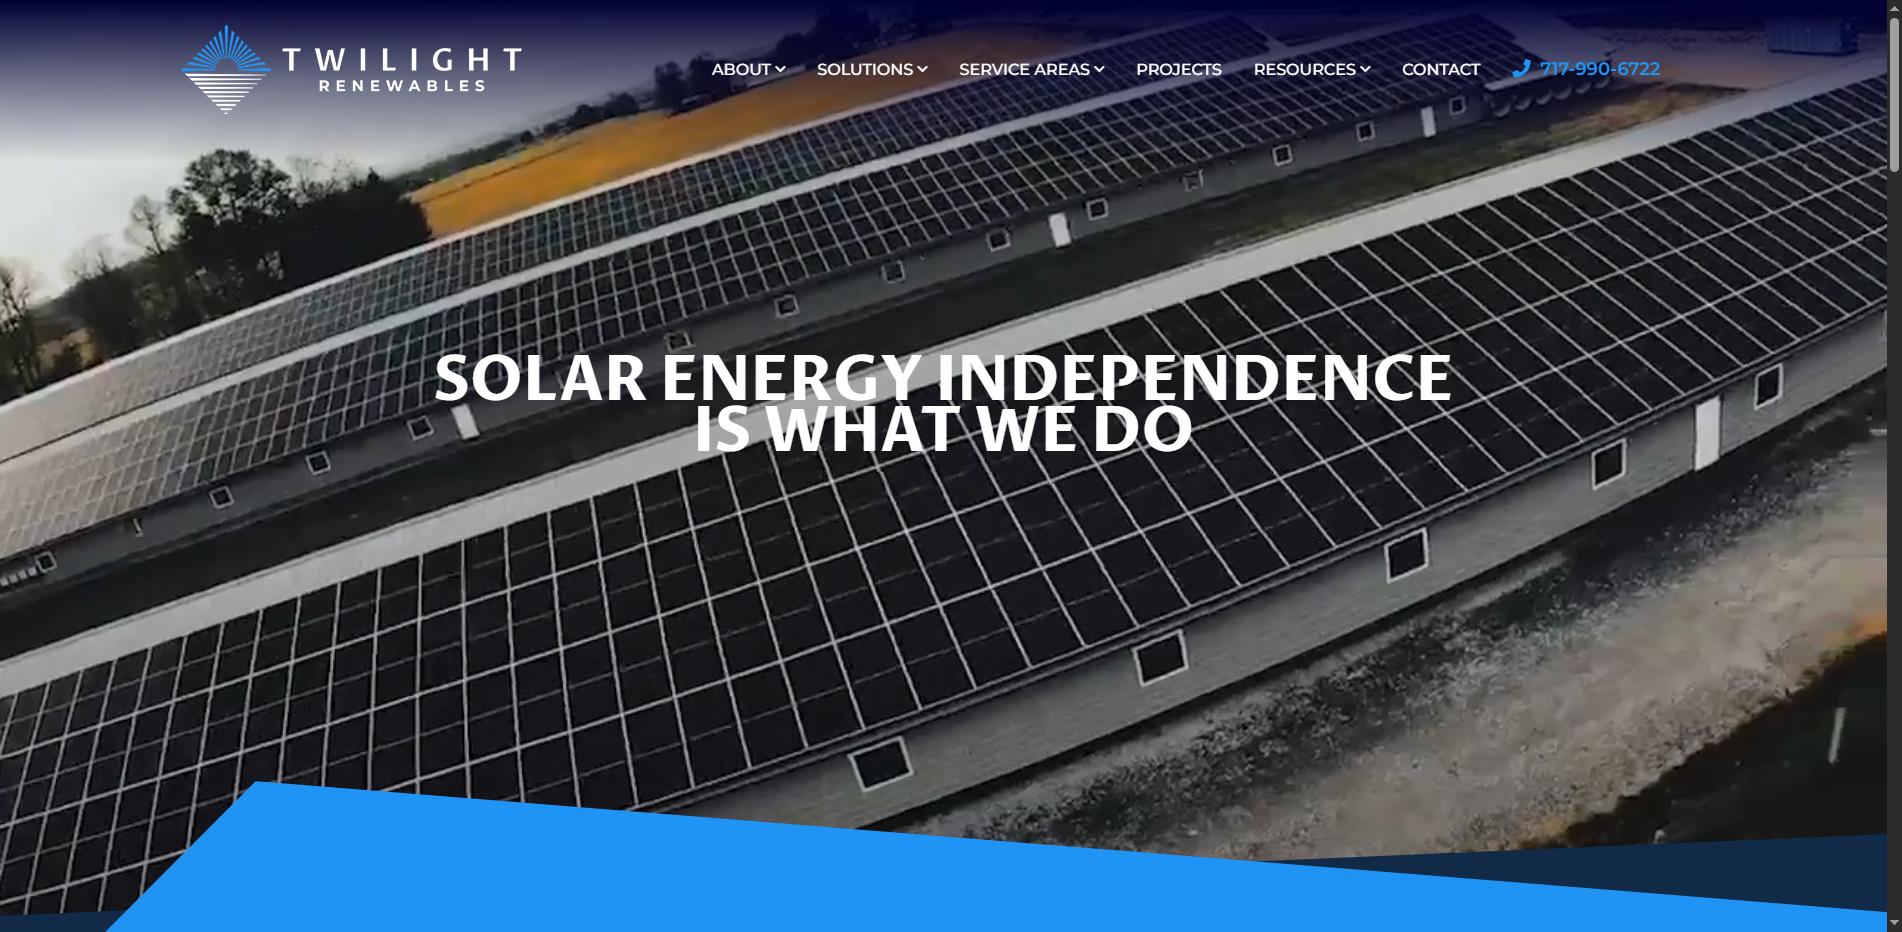 TWILIGHT
RENEWABLES
ABOUT
SOLUTIONS
SERVICE AREAS
PROJECTS
RESOURCES
CONTACT
717-990-6722
SOLAR ENERGY INDEPENDENCE
IS WHAT WE DO